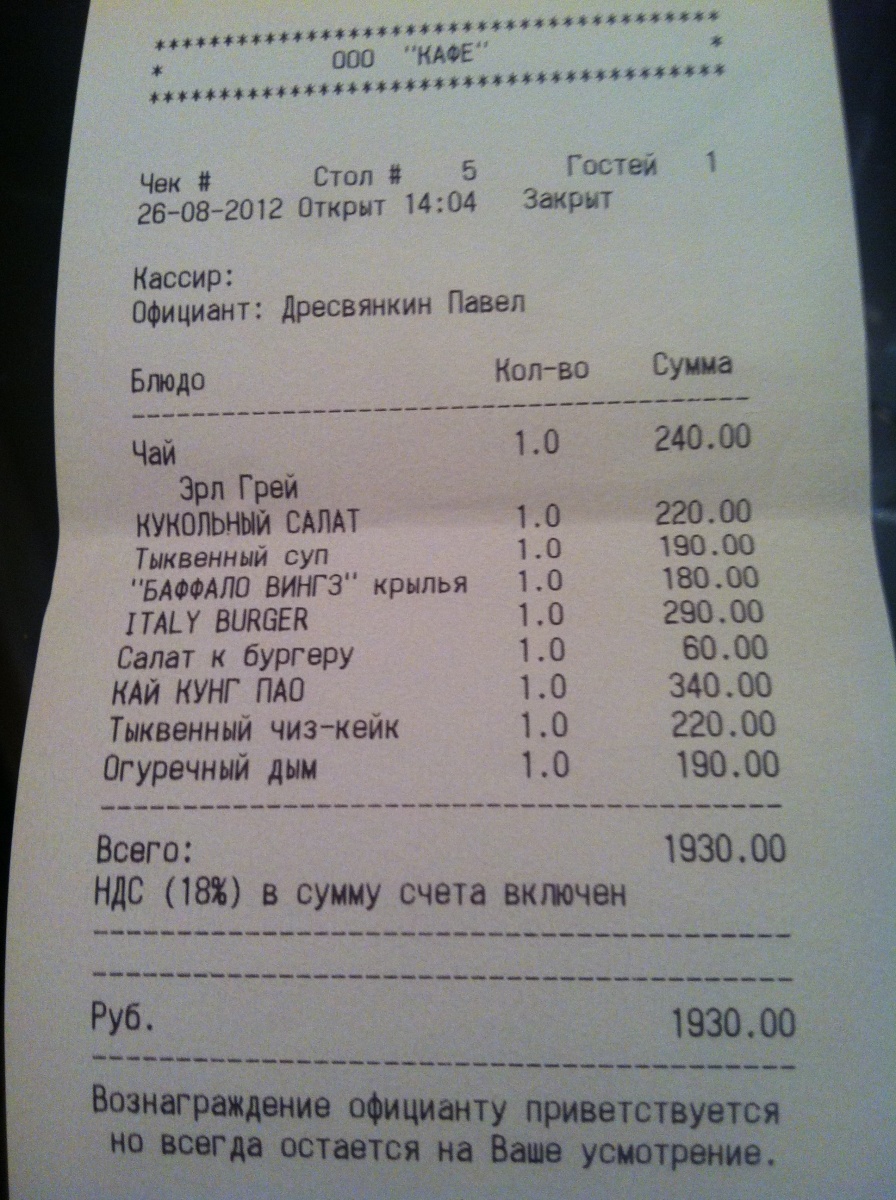 ****************************************
* ООО "КАФЕ" *
****************************************
Чек # Стол # 5 Гостей 1
26-08-2012 Открыт 14:04 Закрыт
Кассир:
Официант: Дресвянкин Павел
Блюдо Кол-во Сумма
Чай 1.0 240.00
Эрл Грей
КУКОЛЬНЫЙ САЛАТ 1.0 220.00
Тыквенный суп 1.0 190.00
"БАФФАЛО ВИНГЗ" крылья 1.0 180.00
ITALY BURGER 1.0 290.00
Салат к бургеру 1.0 60.00
КАЙ КУНГ ПАО 1.0 340.00
Тыквенный чиз-кейк 1.0 220.00
Огуречный дым 1.0 190.00
Всего: 1930.00
НДС (18%) в сумму счета включен
Руб. 1930.00
Вознаграждение официанту приветствуется
но всегда остается на Ваше усмотрение.